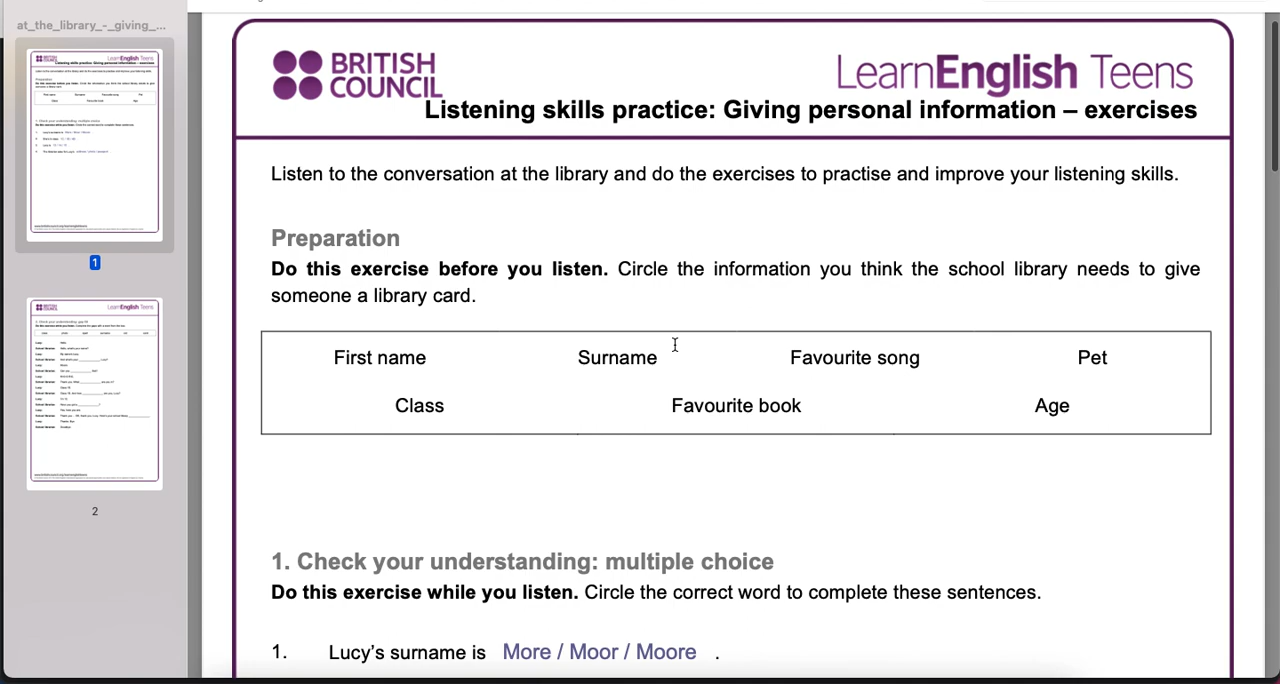 at_the_library_-_giving_...
1
2
BRITISH
COUNCIL
LearnEnglish Teens
Listening skills practice: Giving personal information – exercises
Listen to the conversation at the library and do the exercises to practise and improve your listening skills.
Preparation
Do this exercise before you listen. Circle the information you think the school library needs to give
someone a library card.
First name Surname Favourite song Pet
Class Favourite book Age
1. Check your understanding: multiple choice
Do this exercise while you listen. Circle the correct word to complete these sentences.
1. Lucy’s surname is More / Moor / Moore .